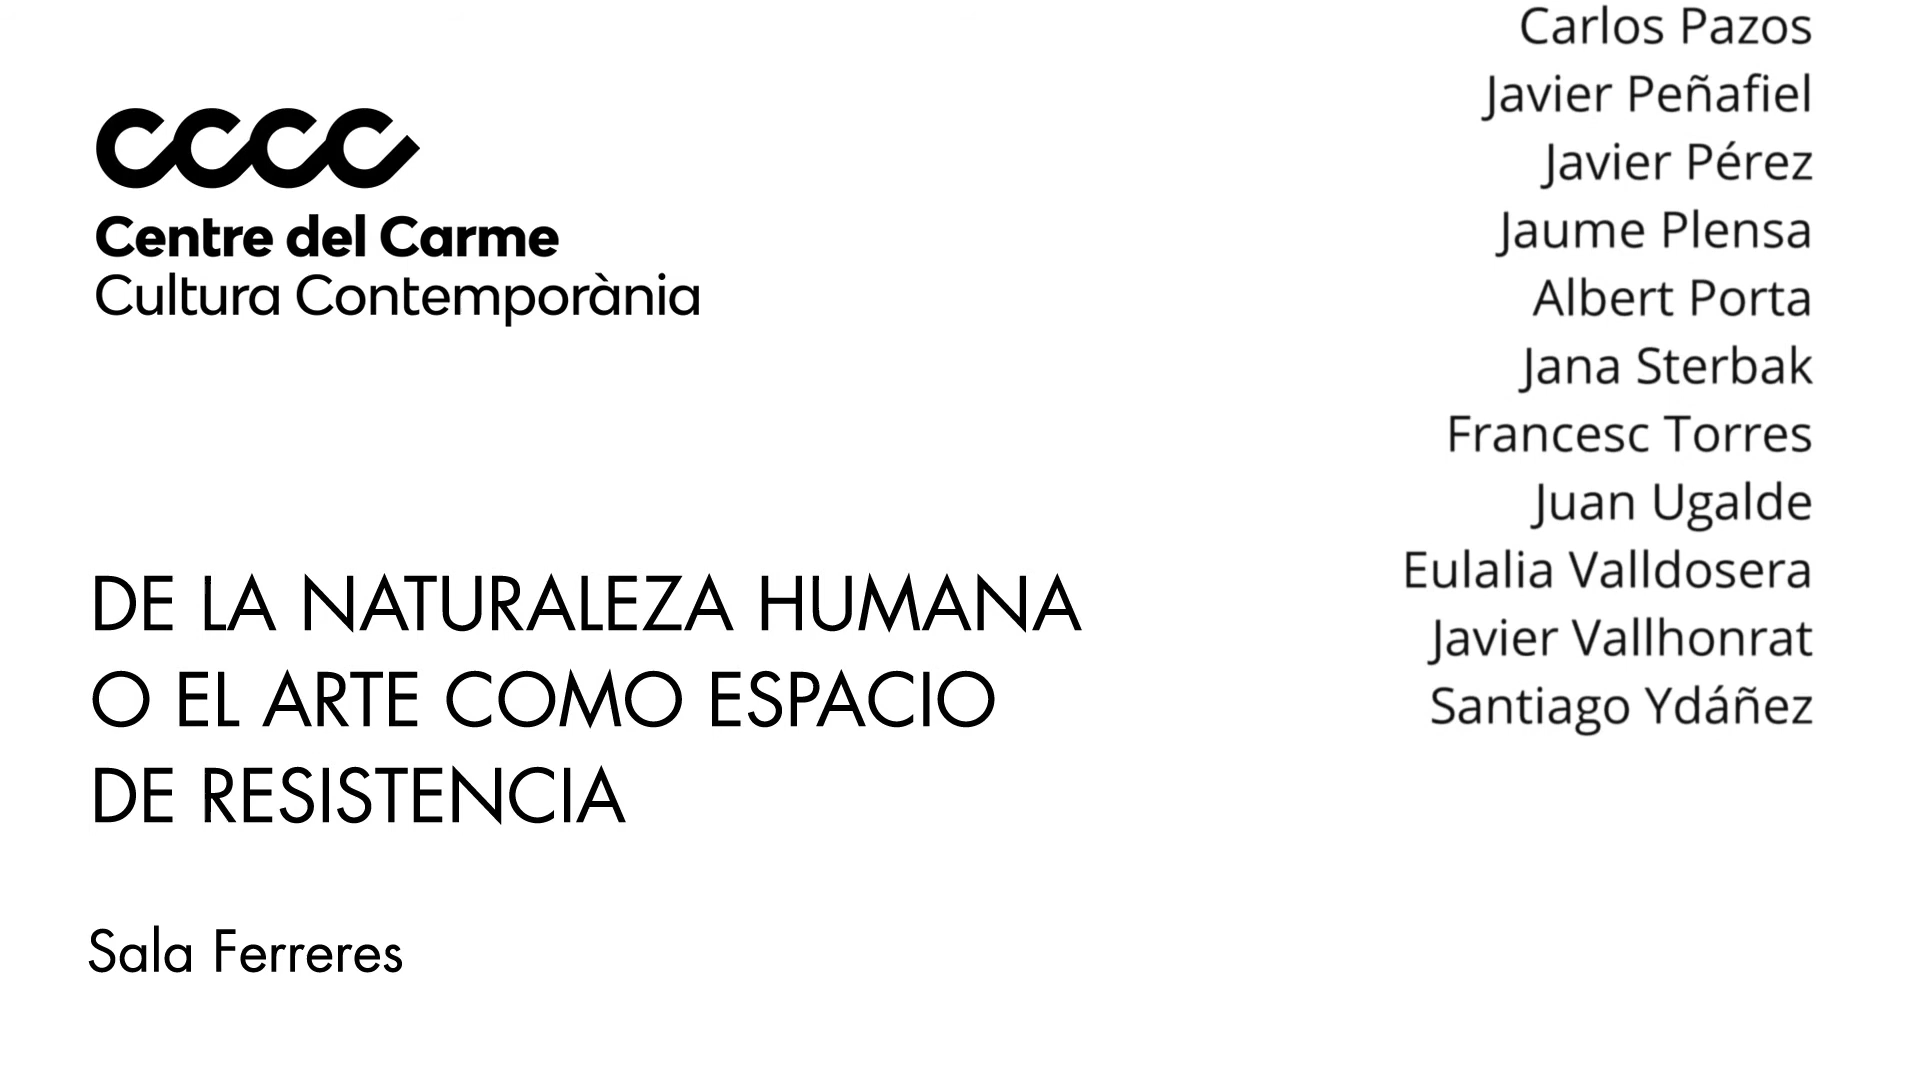 cccc
Centre del Carme
Cultura Contemporània
DE LA NATURALEZA HUMANA
O EL ARTE COMO ESPACIO
DE RESISTENCIA
Sala Ferreres
Carlos Pazos
Javier Peñafiel
Javier Pérez
Jaume Plensa
Albert Porta
Jana Sterbak
Francesc Torres
Juan Ugalde
Eulalia Valldosera
Javier Vallhonrat
Santiago Ydáñez